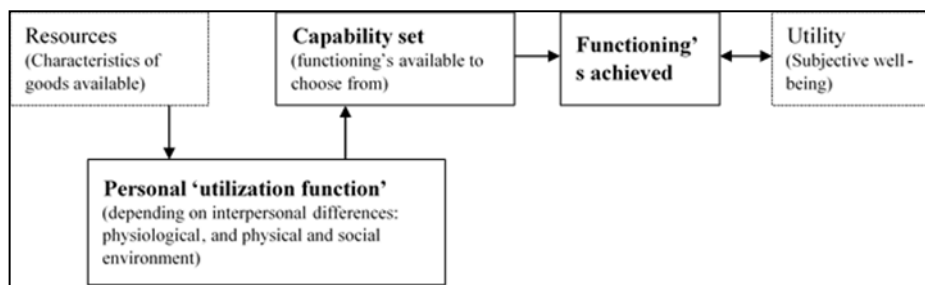 Resources
(Characteristics of
goods available)
Capability set
(functioning's available to
choose from)
Functioning's
s achieved
Utility
(Subjective well-
being)
Personal ‘utilization function’
(depending on interpersonal differences:
physiological, and physical and social
environment)